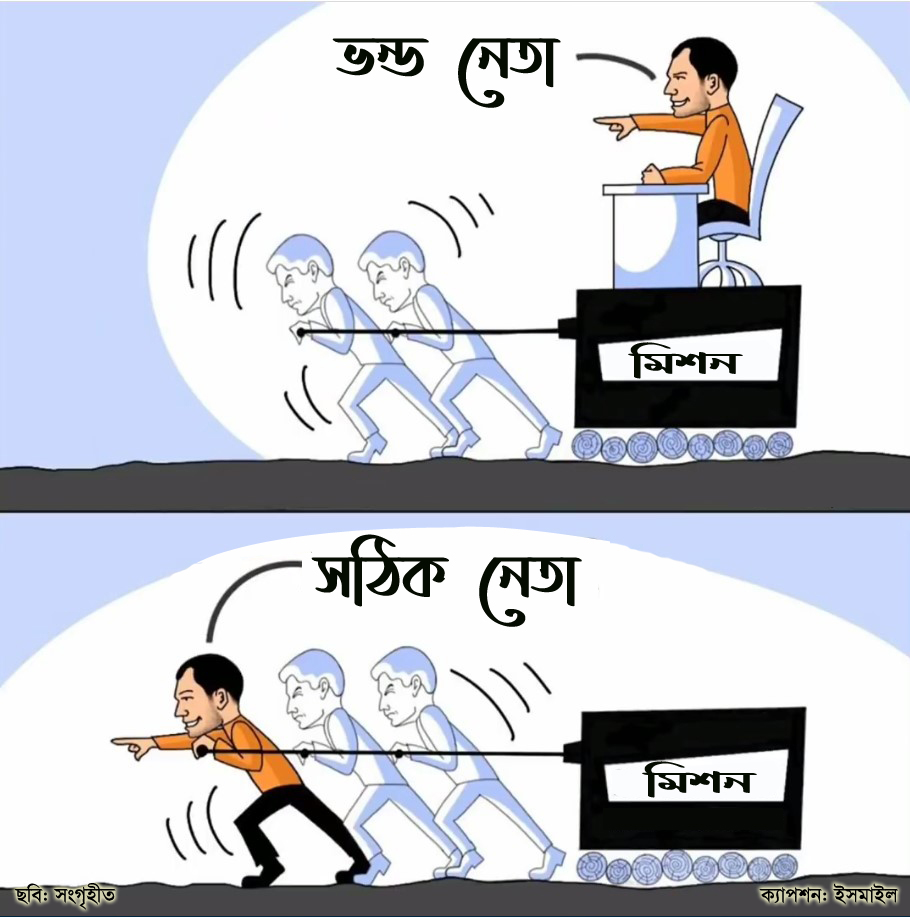 ভন্ড নেতা
মিশন
সঠিক নেতা
মিশন
ছবি: সংগৃহীত
ক্যাপশন: ইসমাইল